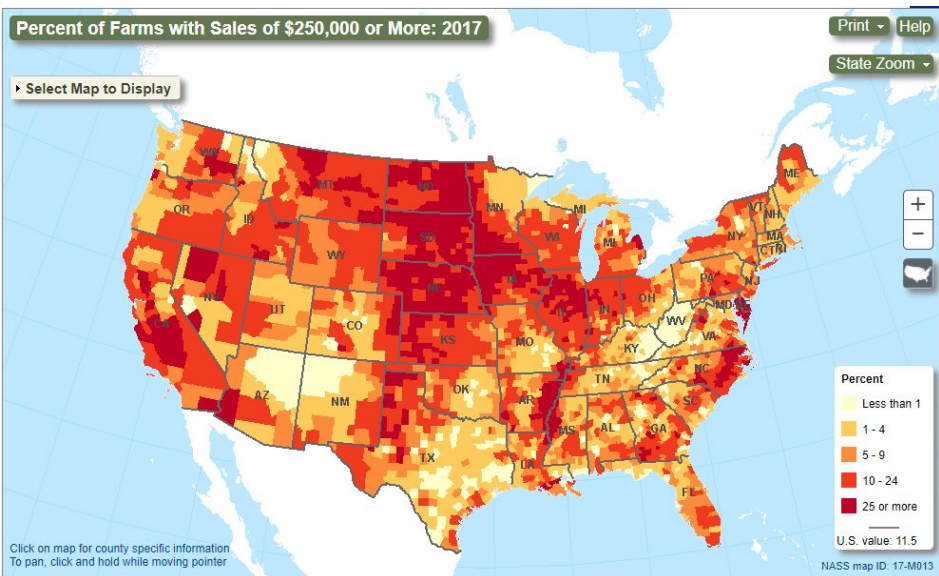 Percent of Farms with Sales of $250,000 or More: 2017
Print
Help
State Zoom
Select Map to Display
WA
MT
ND
MN
MI
ME
OR
ID
SD
WI
MI
VT
NH
NY
MA
CT
RI
WY
NE
IA
PA
NJ
NV
UT
CO
IL
IN
OH
MD
DE
WV
CA
KS
MO
KY
VA
AZ
NM
OK
AR
TN
NC
SC
TX
LA
MS
AL
GA
FL
+
−
Percent
Less than 1
1 - 4
5 - 9
10 - 24
25 or more
U.S. value: 11.5
Click on map for county specific information
To pan, click and hold while moving pointer
NASS map ID: 17-M013